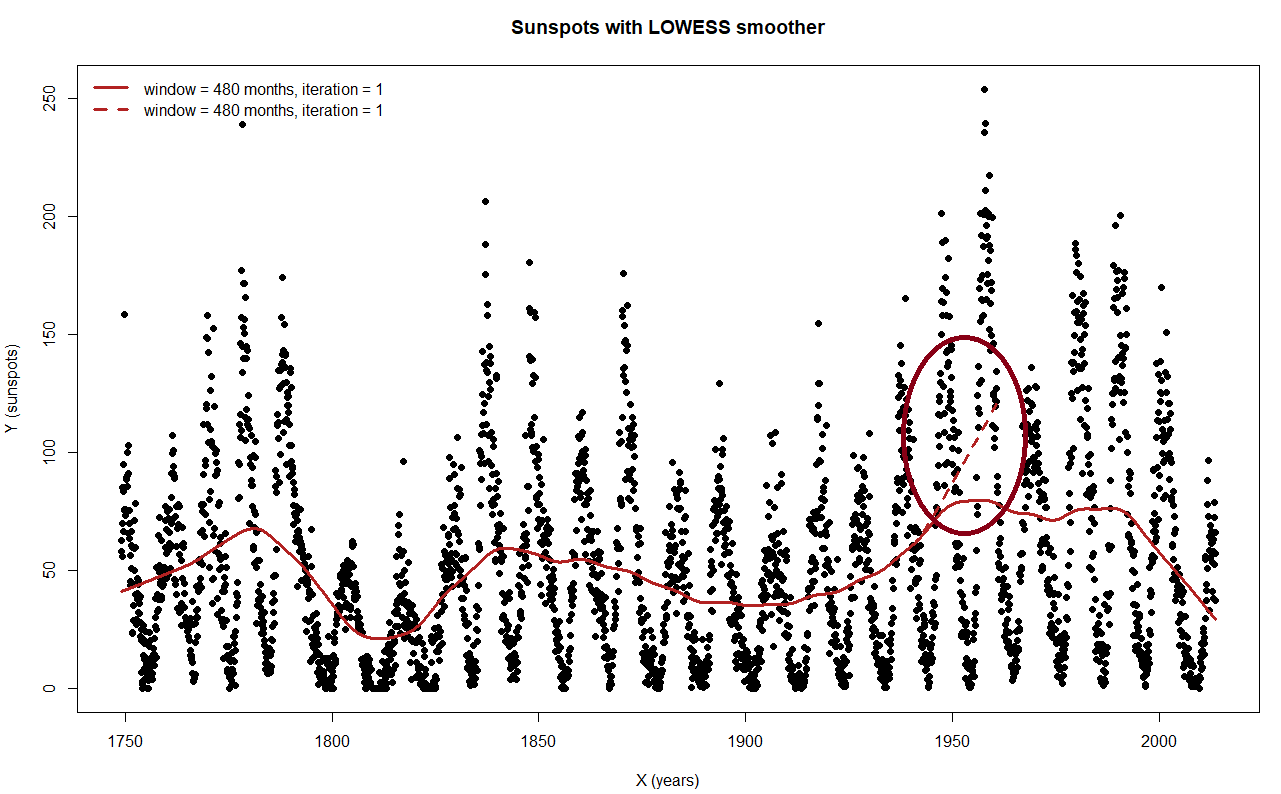 Sunspots with LOWESS smoother
window = 480 months, iteration = 1
window = 480 months, iteration = 1
Y (sunspots)
250
200
150
100
50
0
1750 1800 1850 1900 1950 2000
X (years)